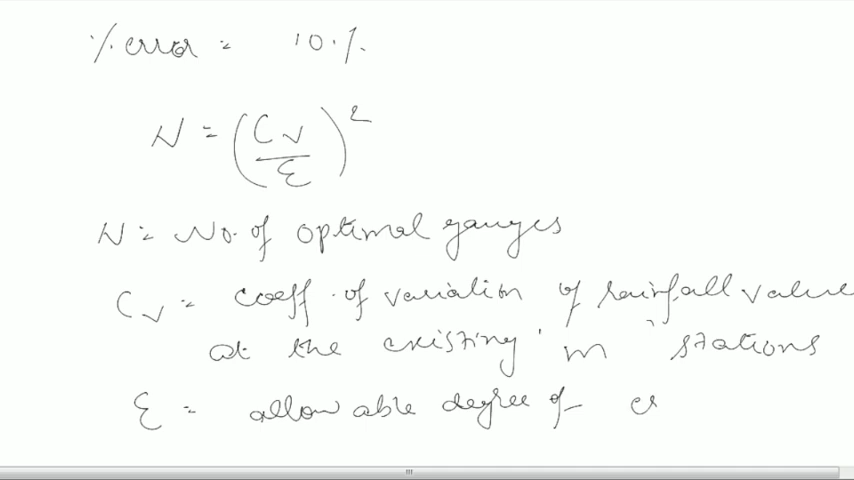 % error = 10%
N = (Cv/ε)²
N = No. of optimal gauges
Cv = coeff. of variation of rainfall value
at the existing 'm' stations
ε = allowable degree of er